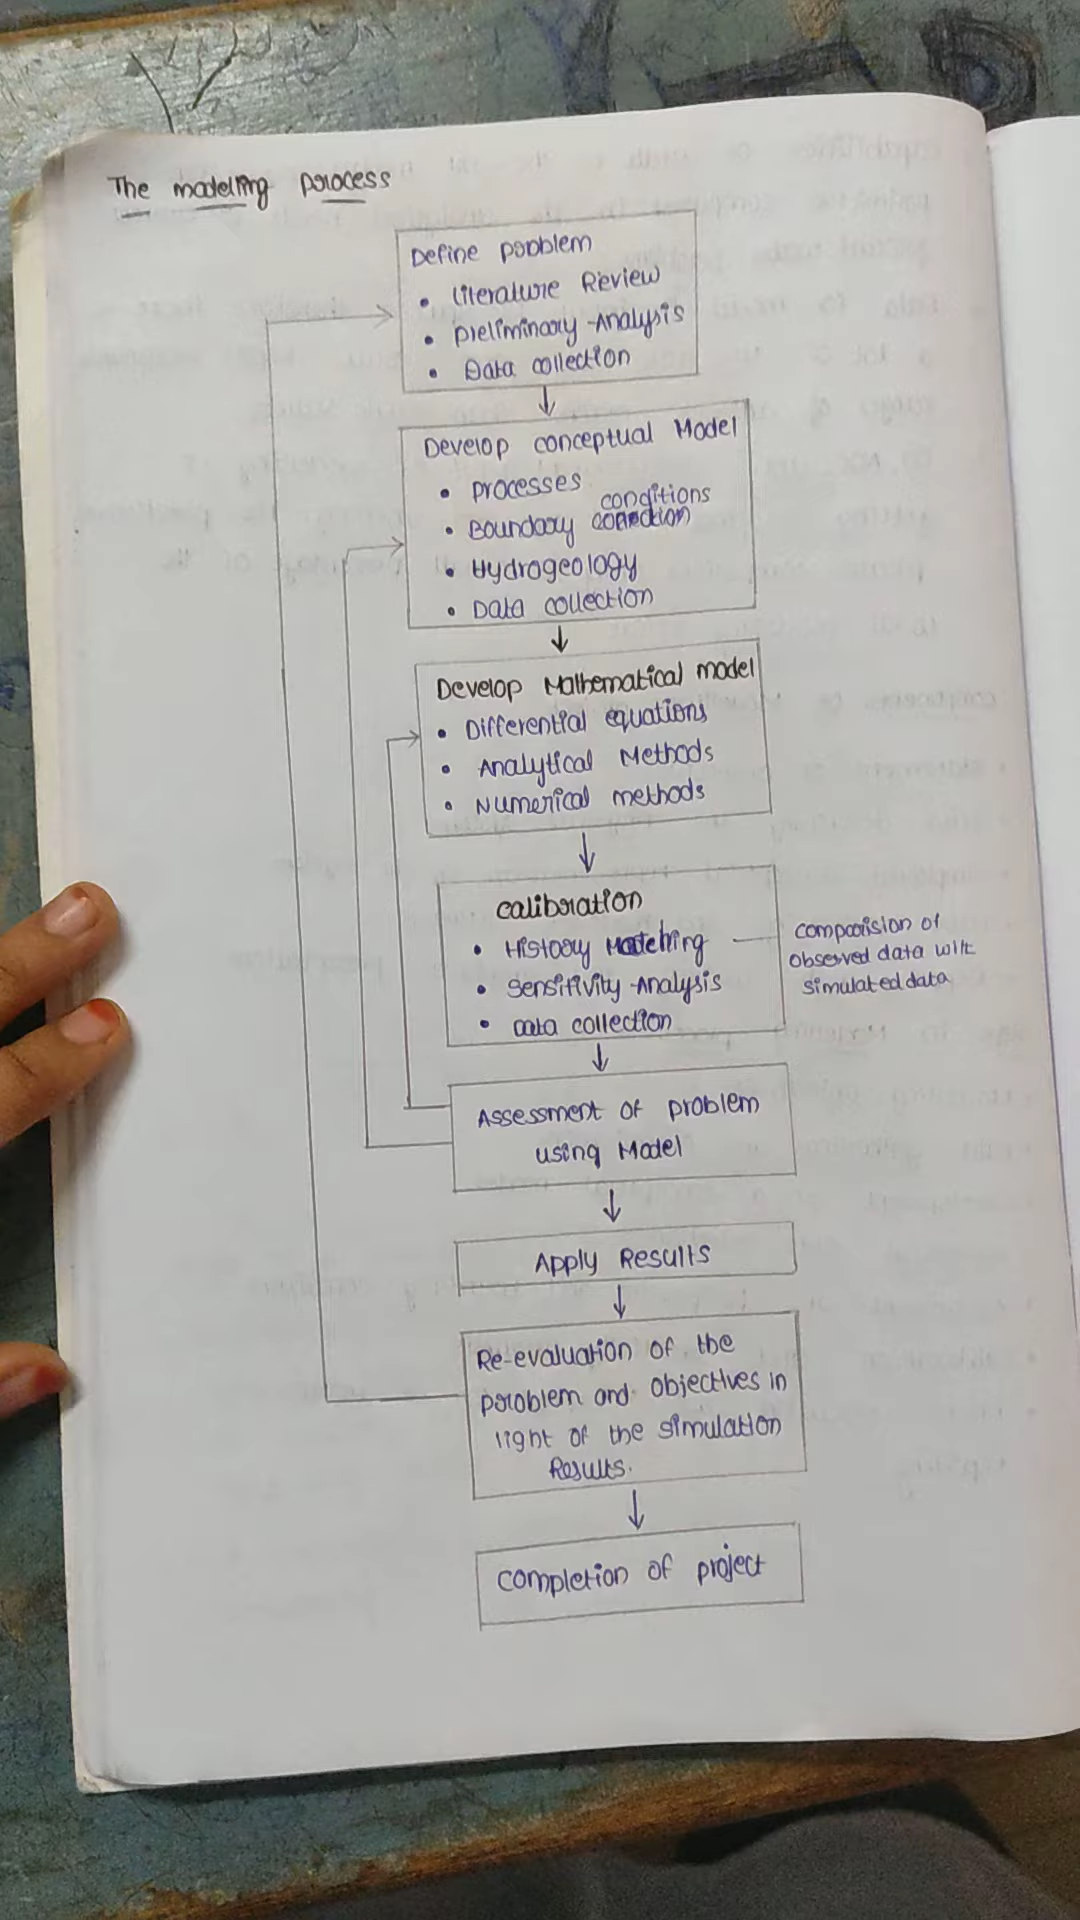 The modelling process
Define problem
• Literature Review
• preliminary Analysis
• Data collection
Develop conceptual Model
• processes
conditions
• Boundary
• Hydrogeology
• Data collection
Develop Mathematical model
• Differential equations
• Analytical Methods
• Numerical methods
calibration
• History Matching
• Sensitivity Analysis
• Data collection
comparision of
observed data with
simulated data
Assessment of problem
using Model
Apply Results
Re-evaluation of the
problem and objectives in
light of the simulation
Results.
completion of project